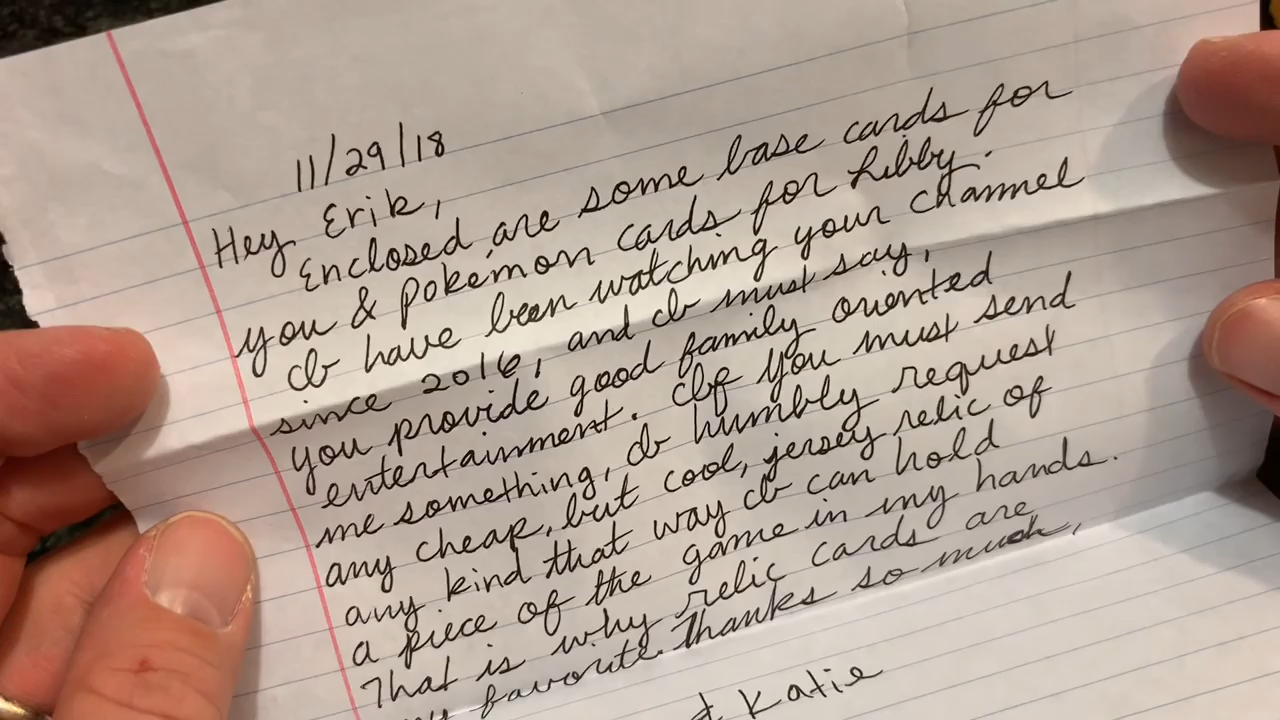 11/29/18
Hey Erik,
Enclosed are some base cards for
you & pokémon cards for Libby.
I have been watching your channel
since 2016, and I must say,
you provide good family oriented
entertainment. If you must send
me something, I humbly request
any cheap, but cool, jersey relic of
any kind that way I can hold
a piece of the game in my hands.
That is why relic cards are
my favorite. Thanks so much,
Katie